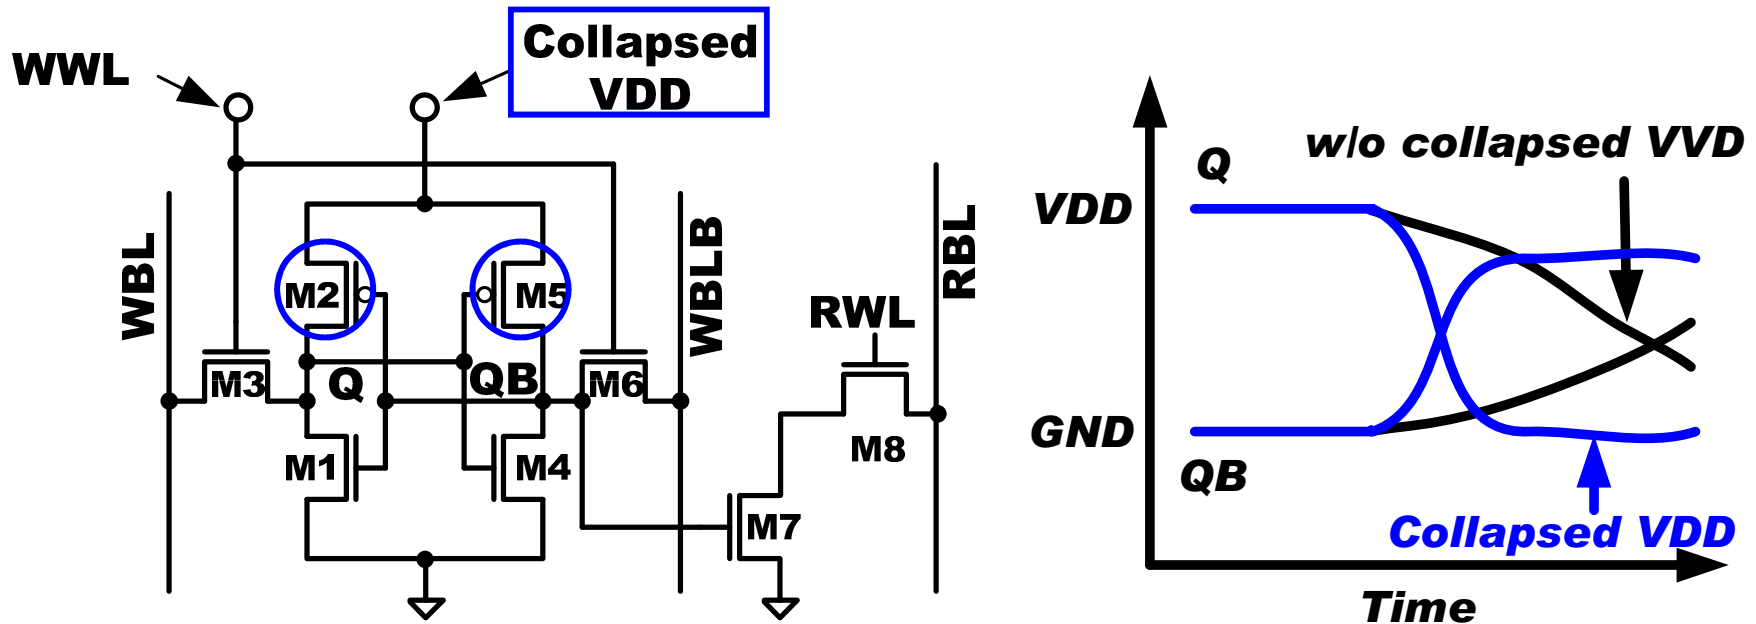 WWL
Collapsed
VDD
WBL
M2
M5
WBLB
RBL
RWL
M3
Q
QB
M6
M1
M4
M8
M7
Q
w/o collapsed VVD
VDD
GND
QB
Collapsed VDD
Time